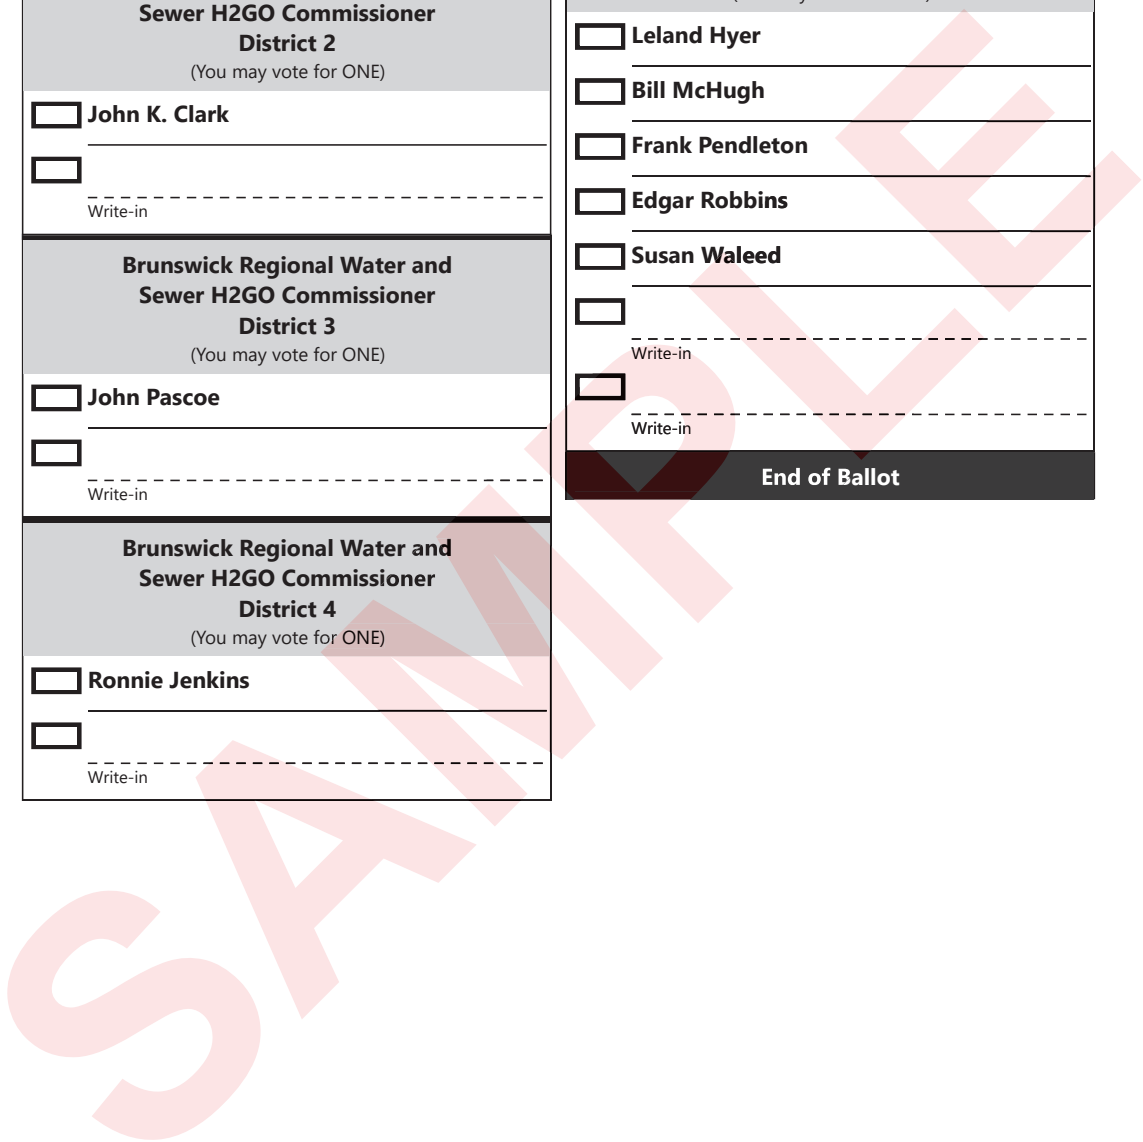 Sewer H2GO Commissioner
District 2
(You may vote for ONE)
John K. Clark
Write-in
Brunswick Regional Water and
Sewer H2GO Commissioner
District 3
(You may vote for ONE)
John Pascoe
Write-in
Brunswick Regional Water and
Sewer H2GO Commissioner
District 4
(You may vote for ONE)
Ronnie Jenkins
Write-in
Leland Hyer
Bill McHugh
Frank Pendleton
Edgar Robbins
Susan Waleed
Write-in
Write-in
End of Ballot
SAMPLE